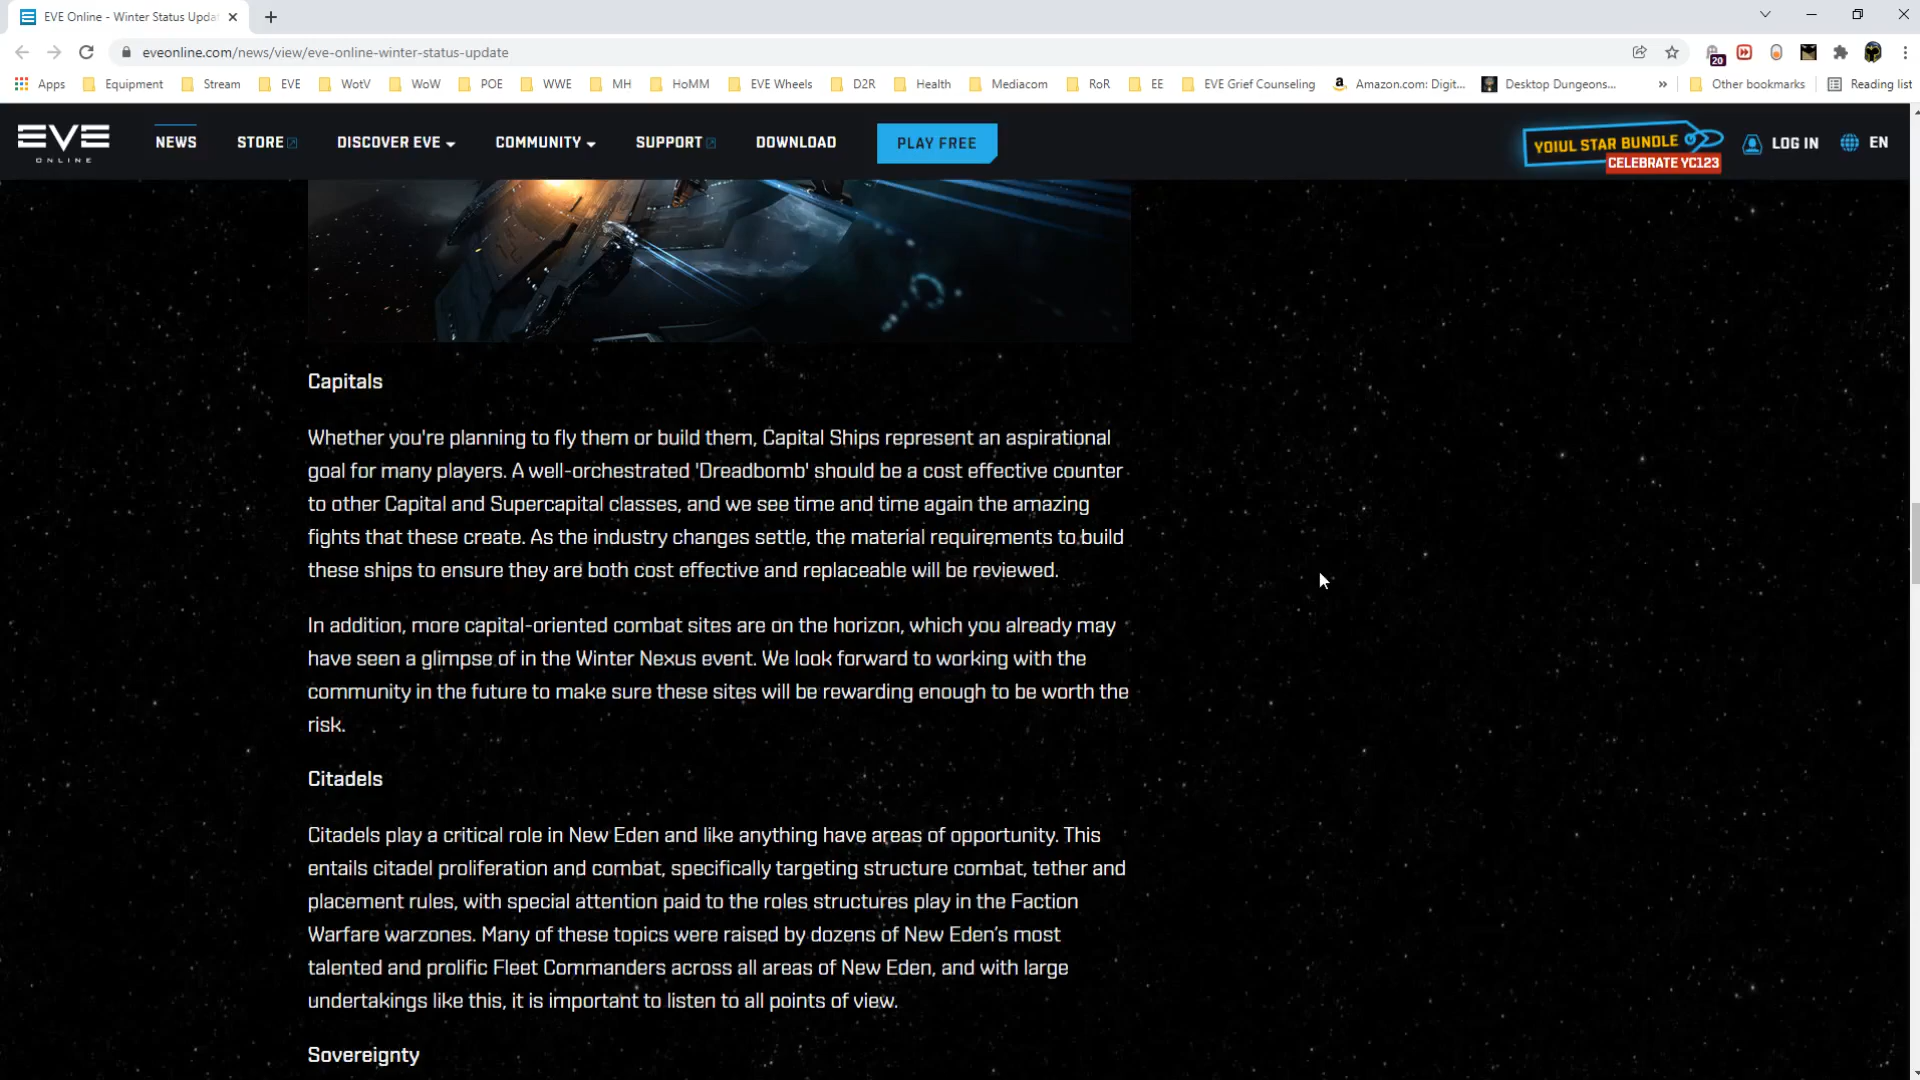 EVE Online - Winter Status Upda
eveonline.com/news/view/eve-online-winter-status-update
20
Apps Equipment Stream EVE WotV WoW POE WWE MH HoMM EVE Wheels D2R Health Mediacom RoR EE EVE Grief Counseling Amazon.com: Digit... Desktop Dungeons... » Other bookmarks Reading list
EVE ONLINE NEWS STORE DISCOVER EVE COMMUNITY SUPPORT DOWNLOAD PLAY FREE YOIUL STAR BUNDLE CELEBRATE YC123 LOG IN EN
Capitals
Whether you're planning to fly them or build them, Capital Ships represent an aspirational
goal for many players. A well-orchestrated 'Dreadbomb' should be a cost effective counter
to other Capital and Supercapital classes, and we see time and time again the amazing
fights that these create. As the industry changes settle, the material requirements to build
these ships to ensure they are both cost effective and replaceable will be reviewed.
In addition, more capital-oriented combat sites are on the horizon, which you already may
have seen a glimpse of in the Winter Nexus event. We look forward to working with the
community in the future to make sure these sites will be rewarding enough to be worth the
risk.
Citadels
Citadels play a critical role in New Eden and like anything have areas of opportunity. This
entails citadel proliferation and combat, specifically targeting structure combat, tether and
placement rules, with special attention paid to the roles structures play in the Faction
Warfare warzones. Many of these topics were raised by dozens of New Eden's most
talented and prolific Fleet Commanders across all areas of New Eden, and with large
undertakings like this, it is important to listen to all points of view.
Sovereignty